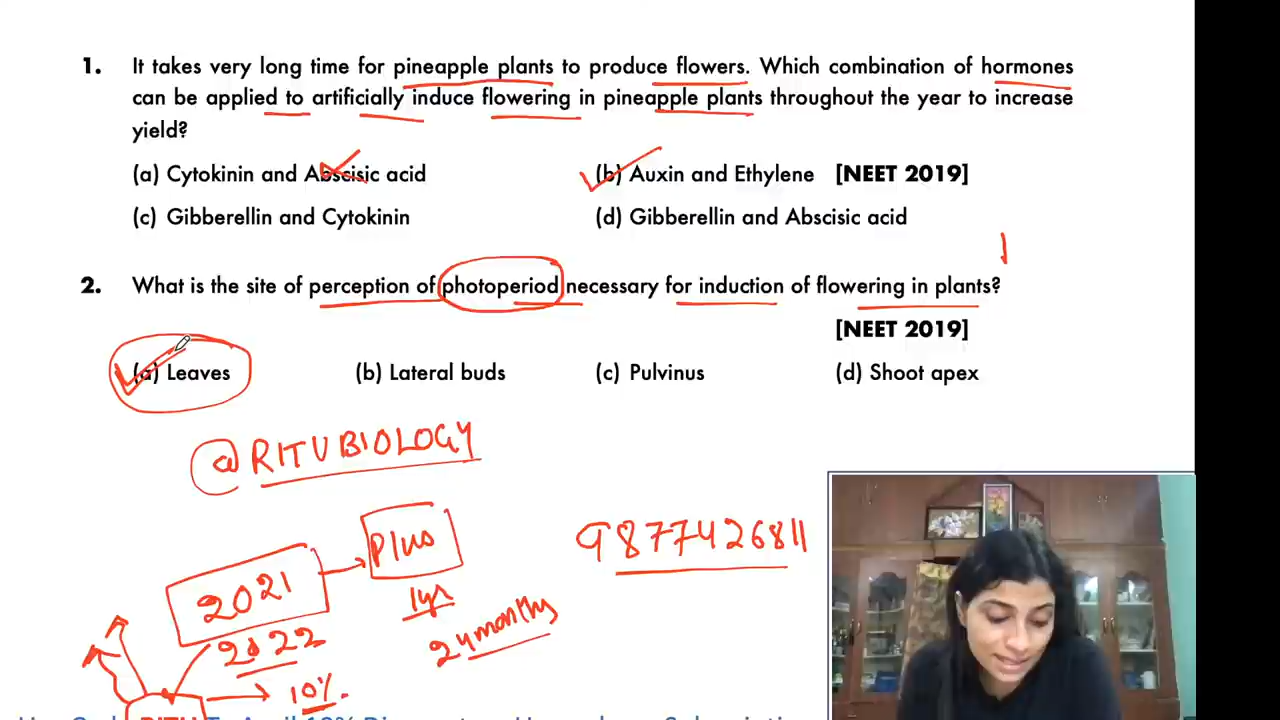 1. It takes very long time for pineapple plants to produce flowers. Which combination of hormones
can be applied to artificially induce flowering in pineapple plants throughout the year to increase
yield?
(a) Cytokinin and Abscisic acid (b) Auxin and Ethylene [NEET 2019]
(c) Gibberellin and Cytokinin (d) Gibberellin and Abscisic acid
2. What is the site of perception of photoperiod necessary for induction of flowering in plants?
[NEET 2019]
(a) Leaves (b) Lateral buds (c) Pulvinus (d) Shoot apex
@RITUBIOLOGY
Plus
9877426811
2021
1yr
24months
2022
10%.